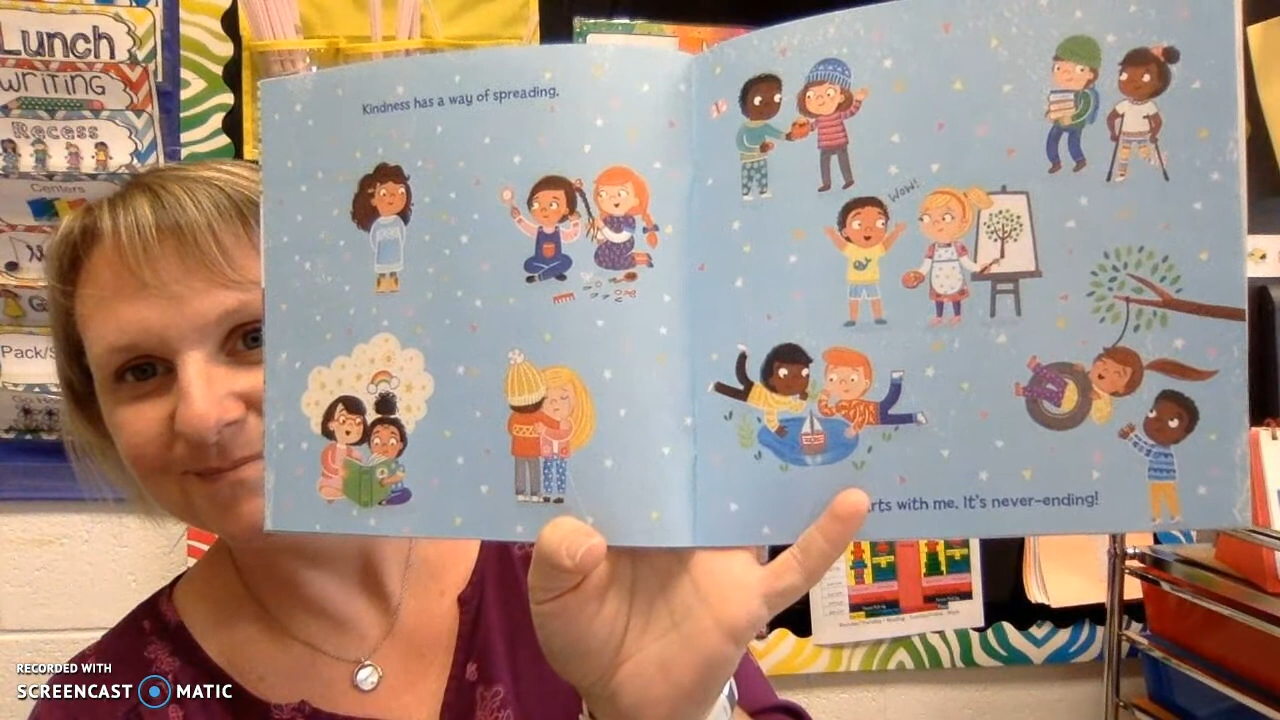 Lunch
WRiTiNG
Recess
Centers
Pack/
Kindness has a way of spreading.
WOW!
rts with me. It's never-ending!
RECORDED WITH
SCREENCAST MATIC